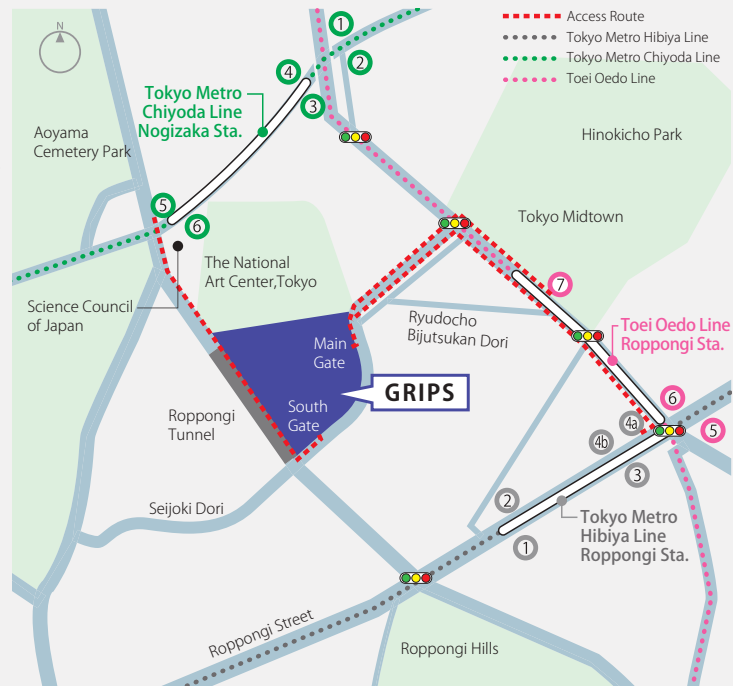 Access Route
Tokyo Metro Hibiya Line
Tokyo Metro Chiyoda Line
Toei Oedo Line
N
1
2
4
3
Tokyo Metro
Chiyoda Line
Nogizaka Sta.
Aoyama
Cemetery Park
Hinokicho Park
5
6
Tokyo Midtown
The National
Art Center,Tokyo
Science Council
of Japan
7
Ryudocho
Bijutsukan Dori
Toei Oedo Line
Roppongi Sta.
Main
Gate
GRIPS
South
Gate
Roppongi
Tunnel
6
5
4a
4b
3
2
1
Seijoki Dori
Tokyo Metro
Hibiya Line
Roppongi Sta.
Roppongi Street
Roppongi Hills